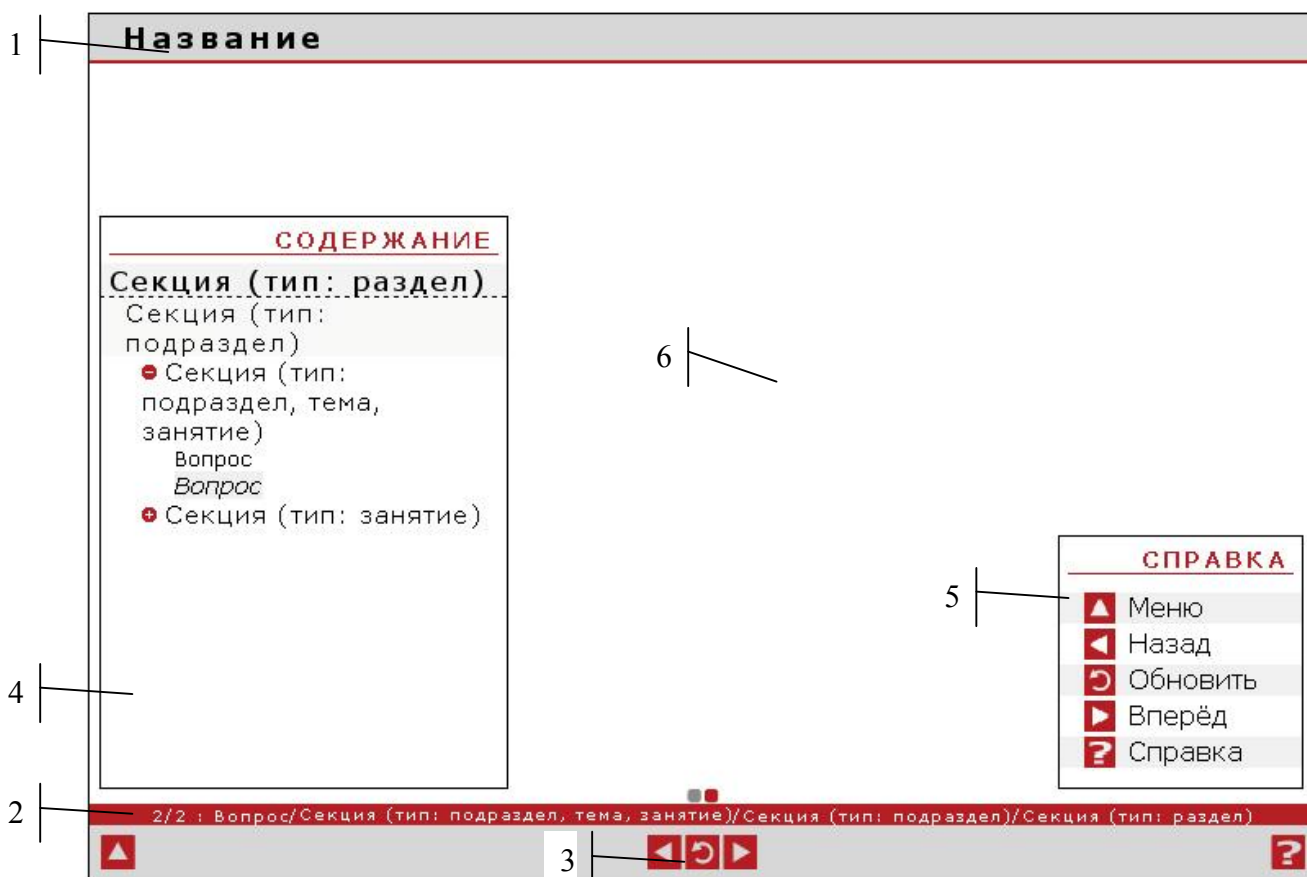 1
Название
СОДЕРЖАНИЕ
Секция (тип: раздел)
Секция (тип:
подраздел)
Секция (тип:
подраздел, тема,
занятие)
Вопрос
Вопрос
Секция (тип: занятие)
6
5
СПРАВКА
Меню
Назад
Обновить
Вперёд
? Справка
4
2
2/2 : Вопрос/Секция (тип: подраздел, тема, занятие)/Секция (тип: подраздел)/Секция (тип: раздел)
3
?